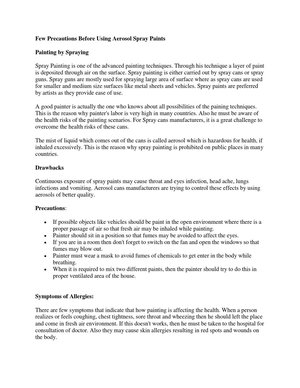 Few Precautions Before Using Aerosol Spray Paints
Painting by Spraying
Spray Painting is one of the advanced painting techniques. Through his technique a layer of paint
is deposited through air on the surface. Spray painting is either carried out by spray cans or spray
guns. Spray guns are mostly used for spraying large area of surface where as spray cans are used
for smaller and medium size surfaces like metal sheets and vehicles. Spray paints are preferred
by artists as they provide ease of use.
A good painter is actually the one who knows about all possibilities of the paining techniques.
This is the reason why painter's labor is very high in many countries. Also he must be aware of
the health risks of the painting scenarios. For Spray cans manufacturers, it is a great challenge to
overcome the health risks of these cans.
The mist of liquid which comes out of the cans is called aerosol which is hazardous for health, if
inhaled excessively. This is the reason why spray painting is prohibited on public places in many
countries.
Drawbacks
Continuous exposure of spray paints may cause throat and eyes infection, head ache, lungs
infections and vomiting. Aerosol cans manufacturers are trying to control these effects by using
aerosols of better quality.
Precautions:
• If possible objects like vehicles should be paint in the open environment where there is a
proper passage of air so that fresh air may be inhaled while painting.
• Painter should sit in a position so that fumes may be avoided to affect the eyes.
• If you are in a room then don't forget to switch on the fan and open the windows so that
fumes may blow out.
• Painter must wear a mask to avoid fumes of chemicals to get enter in the body while
breathing.
• When it is required to mix two different paints, then the painter should try to do this in
proper ventilated area of the house.
Symptoms of Allergies:
There are few symptoms that indicate that how painting is affecting the health. When a person
realizes or feels coughing, chest tightness, sore throat and wheezing then he should left the place
and come in fresh air environment. If this doesn't works, then he must be taken to the hospital for
consultation of doctor. Also they may cause skin allergies resulting in red spots and wounds on
the body.